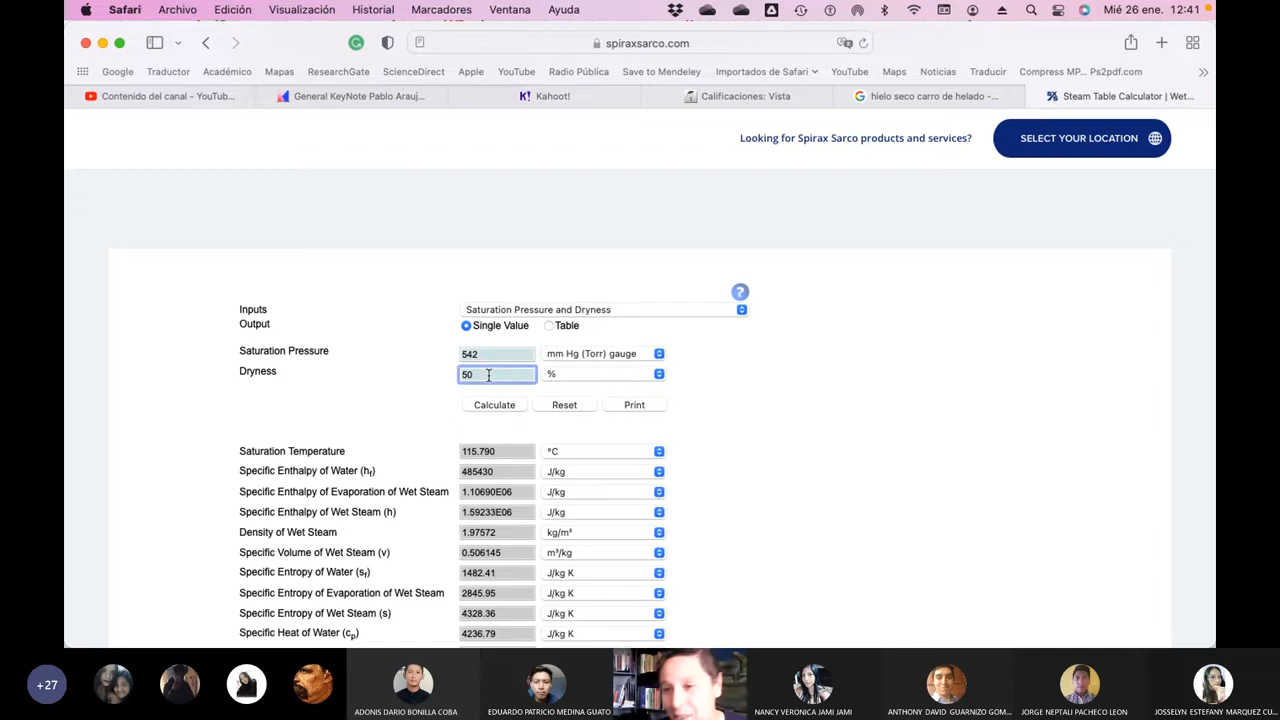 Safari Archivo Edición Visualización Historial Marcadores Ventana Ayuda Mié 26 ene. 12:41
spiraxsarco.com
Google Traductor Académico Mapas ResearchGate ScienceDirect Apple YouTube Radio Pública Save to Mendeley Importados de Safari YouTube Maps Noticias Traducir Compress MP... Ps2pdf.com
Contenido del canal - YouTub... General KeyNote Pablo Arauj... Kahoot! Calificaciones: Vista hielo seco carro de helado -... Steam Table Calculator | Wet...
Looking for Spirax Sarco products and services? SELECT YOUR LOCATION
?
Inputs Saturation Pressure and Dryness
Output Single Value Table
Saturation Pressure 542 mm Hg (Torr) gauge
Dryness 50 %
Calculate Reset Print
Saturation Temperature 115.790 °C
Specific Enthalpy of Water (hf) 485430 J/kg
Specific Enthalpy of Evaporation of Wet Steam 1.10690E06 J/kg
Specific Enthalpy of Wet Steam (h) 1.59233E06 J/kg
Density of Wet Steam 1.97572 kg/m³
Specific Volume of Wet Steam (v) 0.506145 m³/kg
Specific Entropy of Water (sf) 1482.41 J/kg K
Specific Entropy of Evaporation of Wet Steam 2845.95 J/kg K
Specific Entropy of Wet Steam (s) 4328.36 J/kg K
Specific Heat of Water (cp) 4236.79 J/kg K
+27
ADONIS DARIO BONILLA COBA EDUARDO PATRICIO MEDINA GUATO NANCY VERONICA JAMI JAMI ANTHONY DAVID GUARNIZO GOM... JORGE NEPTALI PACHECO LEON JOSSELYN ESTEFANY MARQUEZ CU...